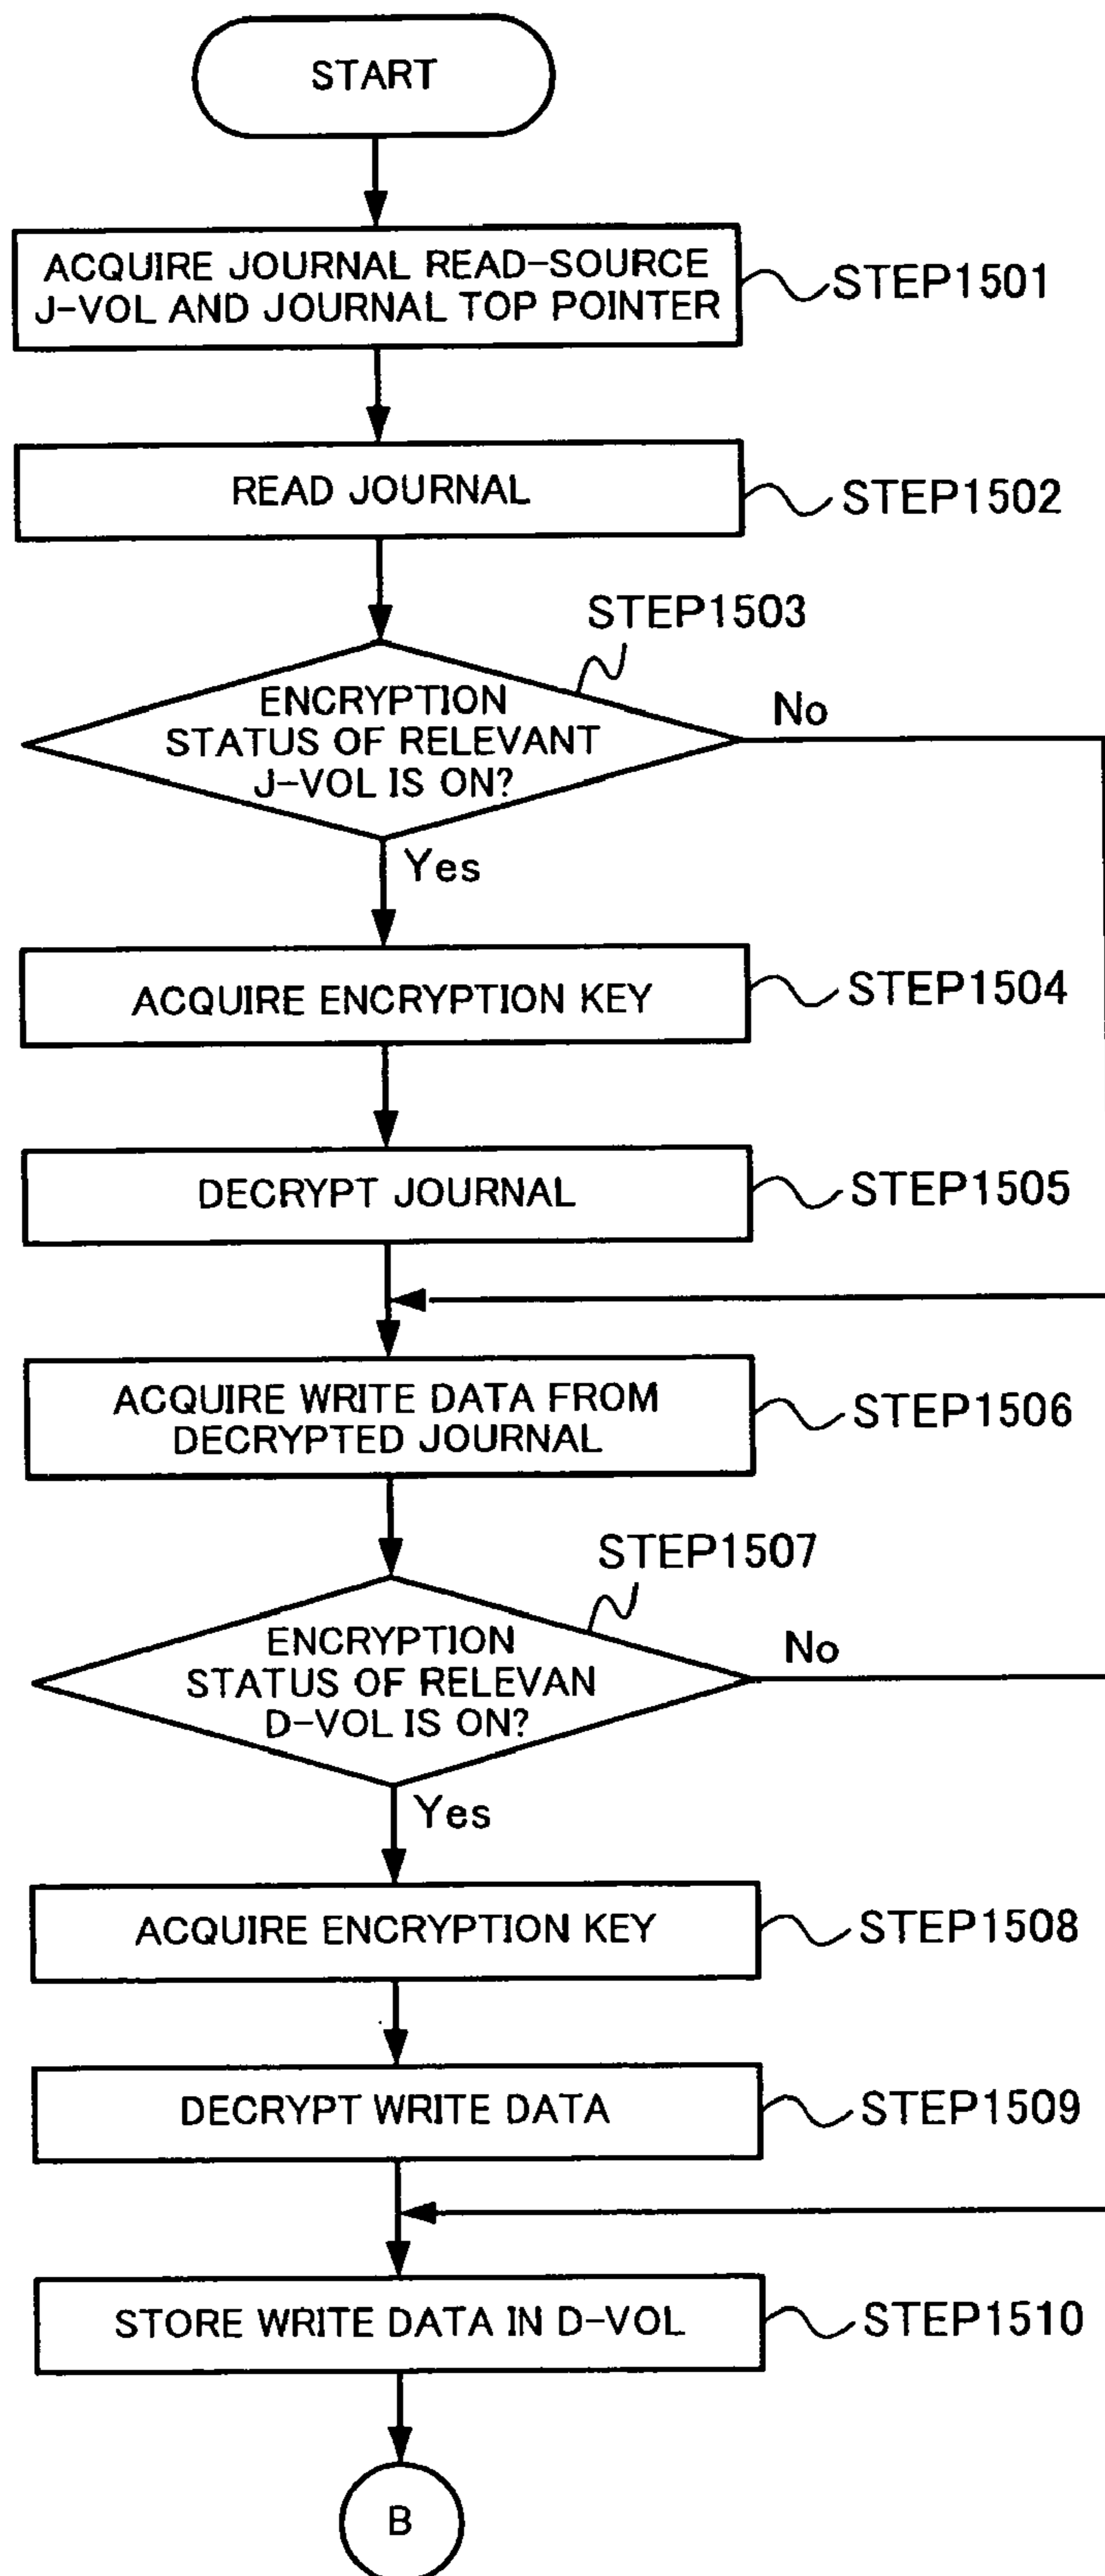 START
ACQUIRE JOURNAL READ-SOURCE
J-VOL AND JOURNAL TOP POINTER
STEP1501
READ JOURNAL
STEP1502
STEP1503
ENCRYPTION
STATUS OF RELEVANT
J-VOL IS ON?
No
Yes
ACQUIRE ENCRYPTION KEY
STEP1504
DECRYPT JOURNAL
STEP1505
ACQUIRE WRITE DATA FROM
DECRYPTED JOURNAL
STEP1506
STEP1507
ENCRYPTION
STATUS OF RELEVAN
D-VOL IS ON?
No
Yes
ACQUIRE ENCRYPTION KEY
STEP1508
DECRYPT WRITE DATA
STEP1509
STORE WRITE DATA IN D-VOL
STEP1510
B